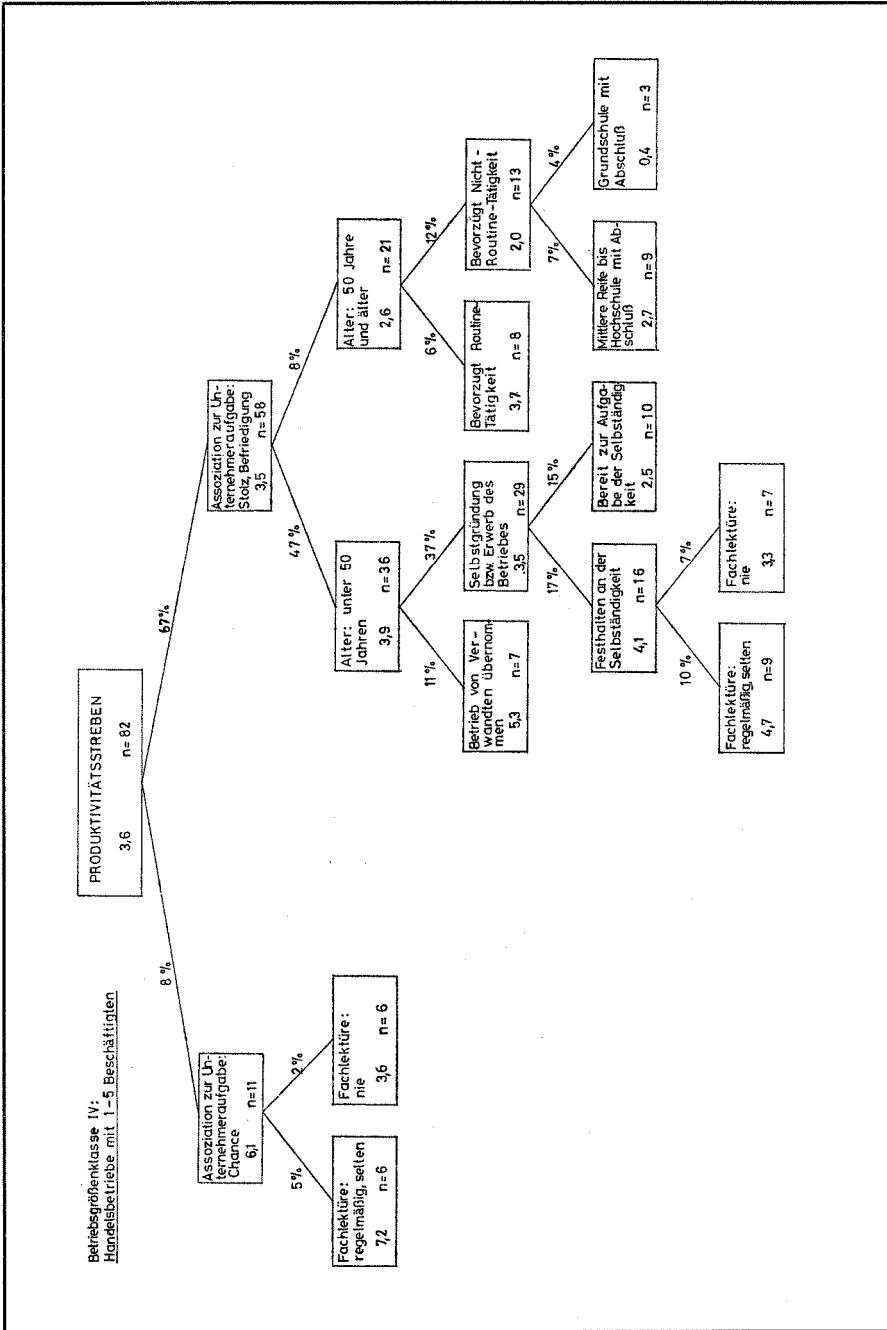 Betriebsgrößenklasse IV:
Handelsbetriebe mit 1-5 Beschäftigten
PRODUKTIVITÄTSSTREBEN
3,6 n=82
8%
67%
Assoziation zur Un-
ternehmeraufgabe:
Chance
6,1 n=11
Assoziation zur Un-
ternehmeraufgabe:
Stolz, Befriedigung
3,5 n=58
5%
2%
47%
8%
Fachlektüre:
regelmäßig, selten
7,2 n=6
Fachlektüre:
nie
3,6 n=6
Alter: unter 50
Jahren
3,9 n=36
Alter: 50 Jahre
und älter
2,6 n=21
11%
37%
6%
12%
Betrieb von Ver-
wandten übernom-
men
5,3 n=7
Selbstgründung
bzw. Erwerb des
Betriebes
3,5 n=29
Bevorzugt Routine-
Tätigkeit
3,7 n=8
Bevorzügt Nicht-
Routine-Tätigkeit
2,0 n=13
17%
15%
7%
4%
Festhalten an der
Selbständigkeit
4,1 n=16
Bereit zur Aufga-
be der Selbständig
keit
2,5 n=10
Mittlere Reife bis
Hochschule mit Ab-
schluß
2,7 n=9
Grundschule mit
Abschluß
0,4 n=3
10%
7%
Fachlektüre:
regelmäßig, selten
4,7 n=9
Fachlektüre:
nie
3,3 n=7